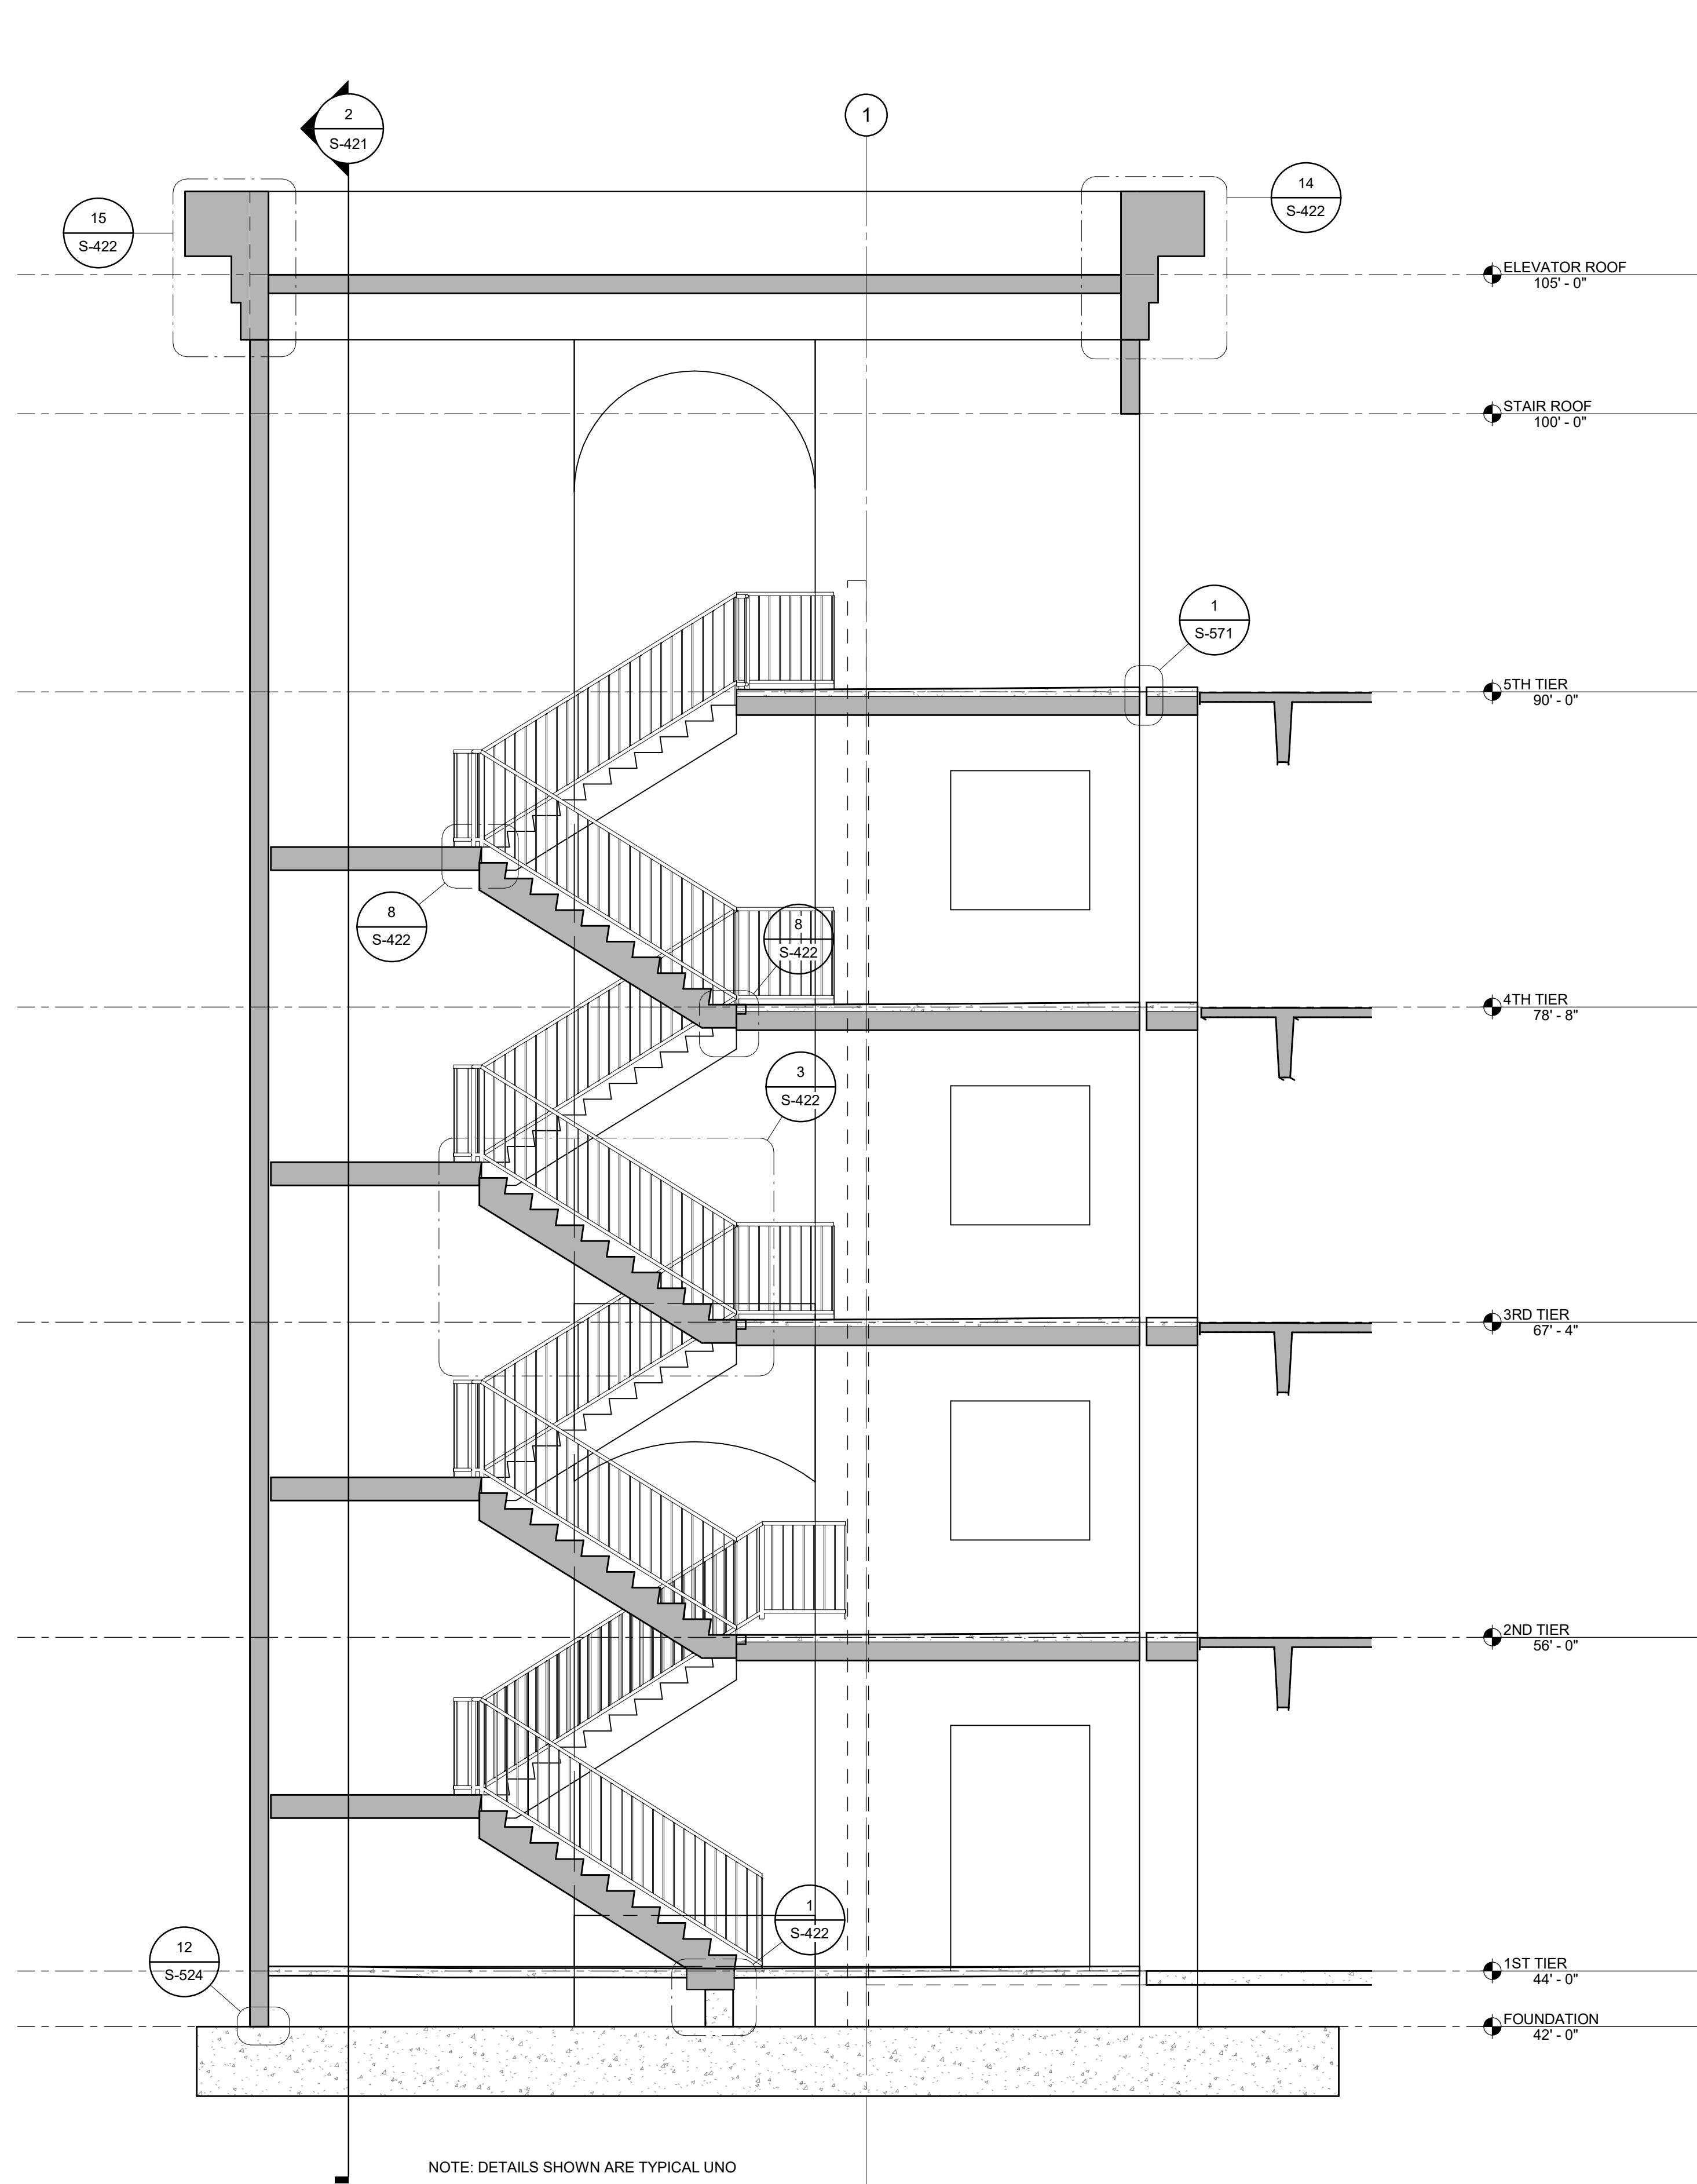 2
S-421
1
14
S-422
15
S-422
ELEVATOR ROOF
105' - 0"
STAIR ROOF
100' - 0"
1
S-571
5TH TIER
90' - 0"
8
S-422
8
S-422
4TH TIER
78' - 8"
3
S-422
3RD TIER
67' - 4"
2ND TIER
56' - 0"
1
S-422
12
S-524
1ST TIER
44' - 0"
FOUNDATION
42' - 0"
NOTE: DETAILS SHOWN ARE TYPICAL UNO